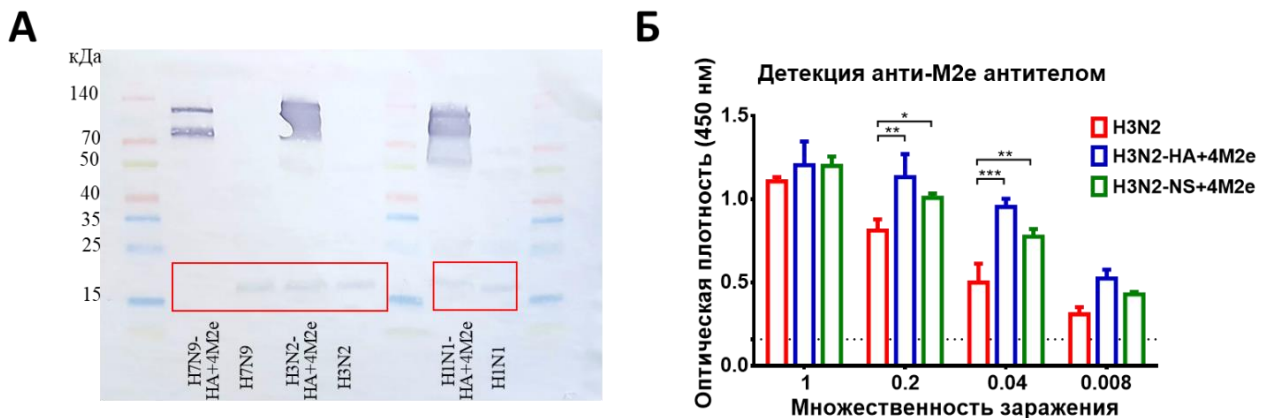 А
кДа
140
70
50
40
35
25
15
H7N9-
HA+4M2e
H7N9
H3N2-
HA+4M2e
H3N2
H1N1-
HA+4M2e
H1N1
Б
Детекция анти-М2е антителом
Оптическая плотность (450 нм)
1.5
1.0
0.5
0.0
*
**
**
***
H3N2
H3N2-HA+4M2e
H3N2-NS+4M2e
1
0.2
0.04
0.008
Множественность заражения